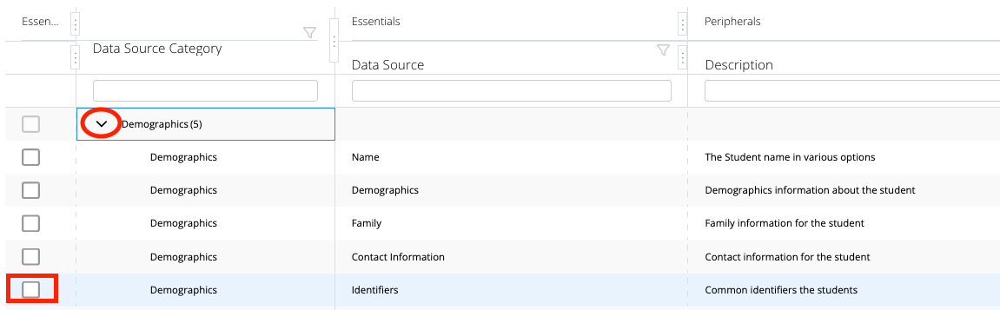 Essen... Essentials Peripherals
Data Source Category
Data Source Description
Demographics (5)
Demographics Name The Student name in various options
Demographics Demographics Demographics information about the student
Demographics Family Family information for the student
Demographics Contact Information Contact information for the student
Demographics Identifiers Common identifiers the students